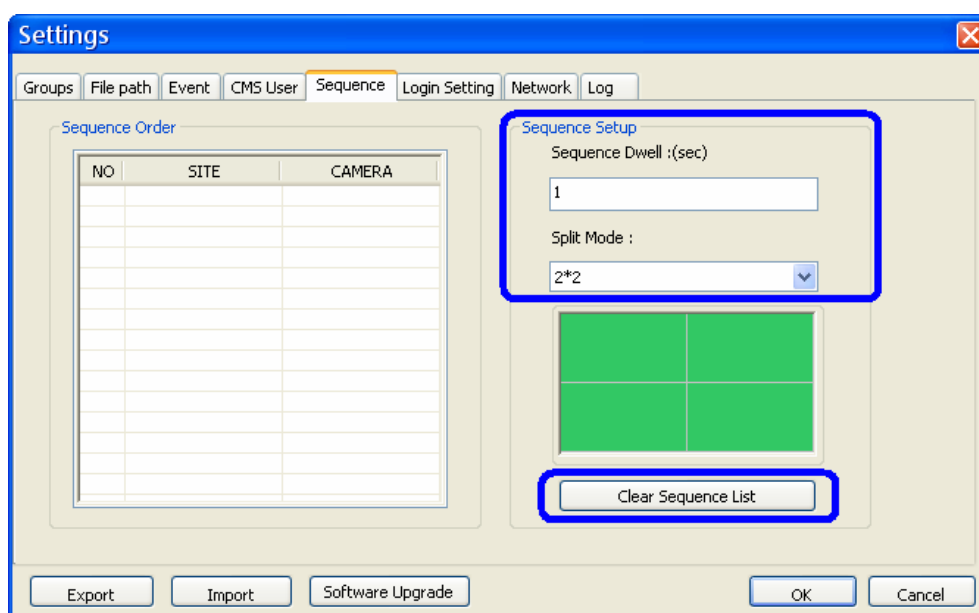 Settings
Groups File path Event CMS User Sequence Login Setting Network Log
Sequence Order
NO SITE CAMERA
Sequence Setup
Sequence Dwell :(sec)
1
Split Mode :
2*2
Clear Sequence List
Export Import Software Upgrade OK Cancel